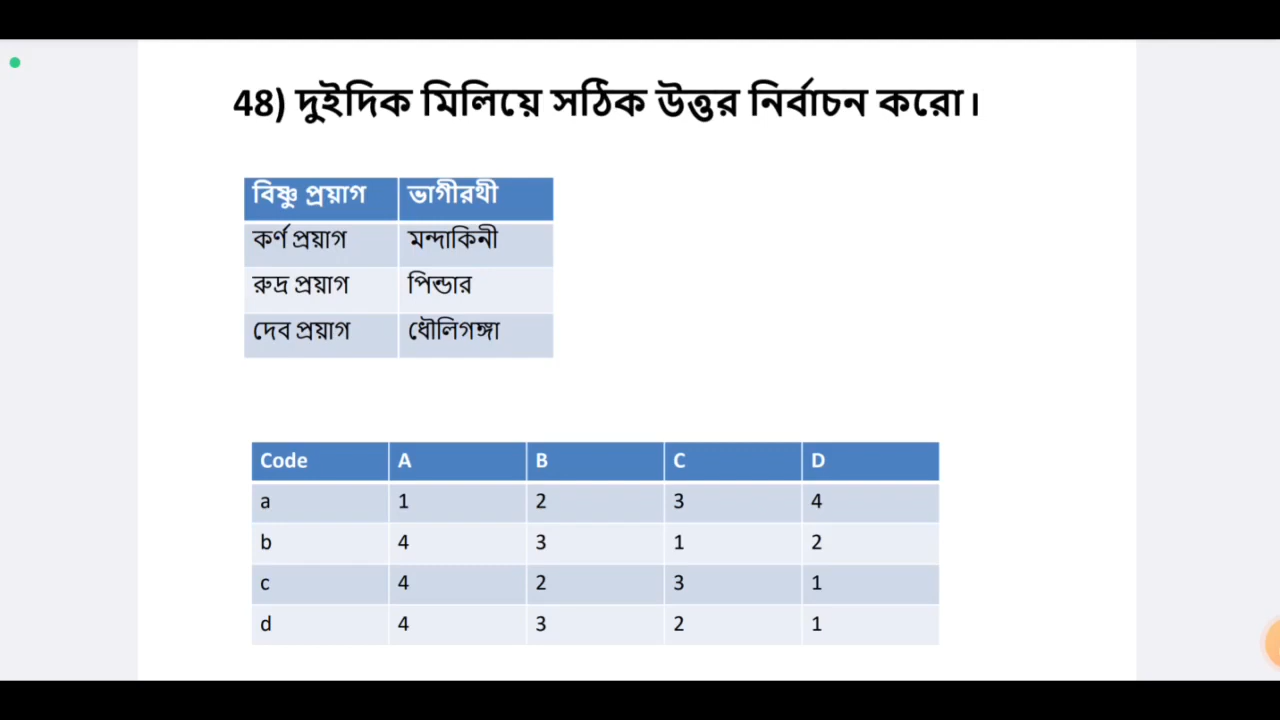 48) দুইদিক মিলিয়ে সঠিক উত্তর নির্বাচন করো।
বিষ্ণু প্রয়াগ ভাগীরথী
কর্ণ প্রয়াগ মন্দাকিনী
রুদ্র প্রয়াগ পিন্ডার
দেব প্রয়াগ ধৌলিগঙ্গা
Code A B C D
a 1 2 3 4
b 4 3 1 2
c 4 2 3 1
d 4 3 2 1